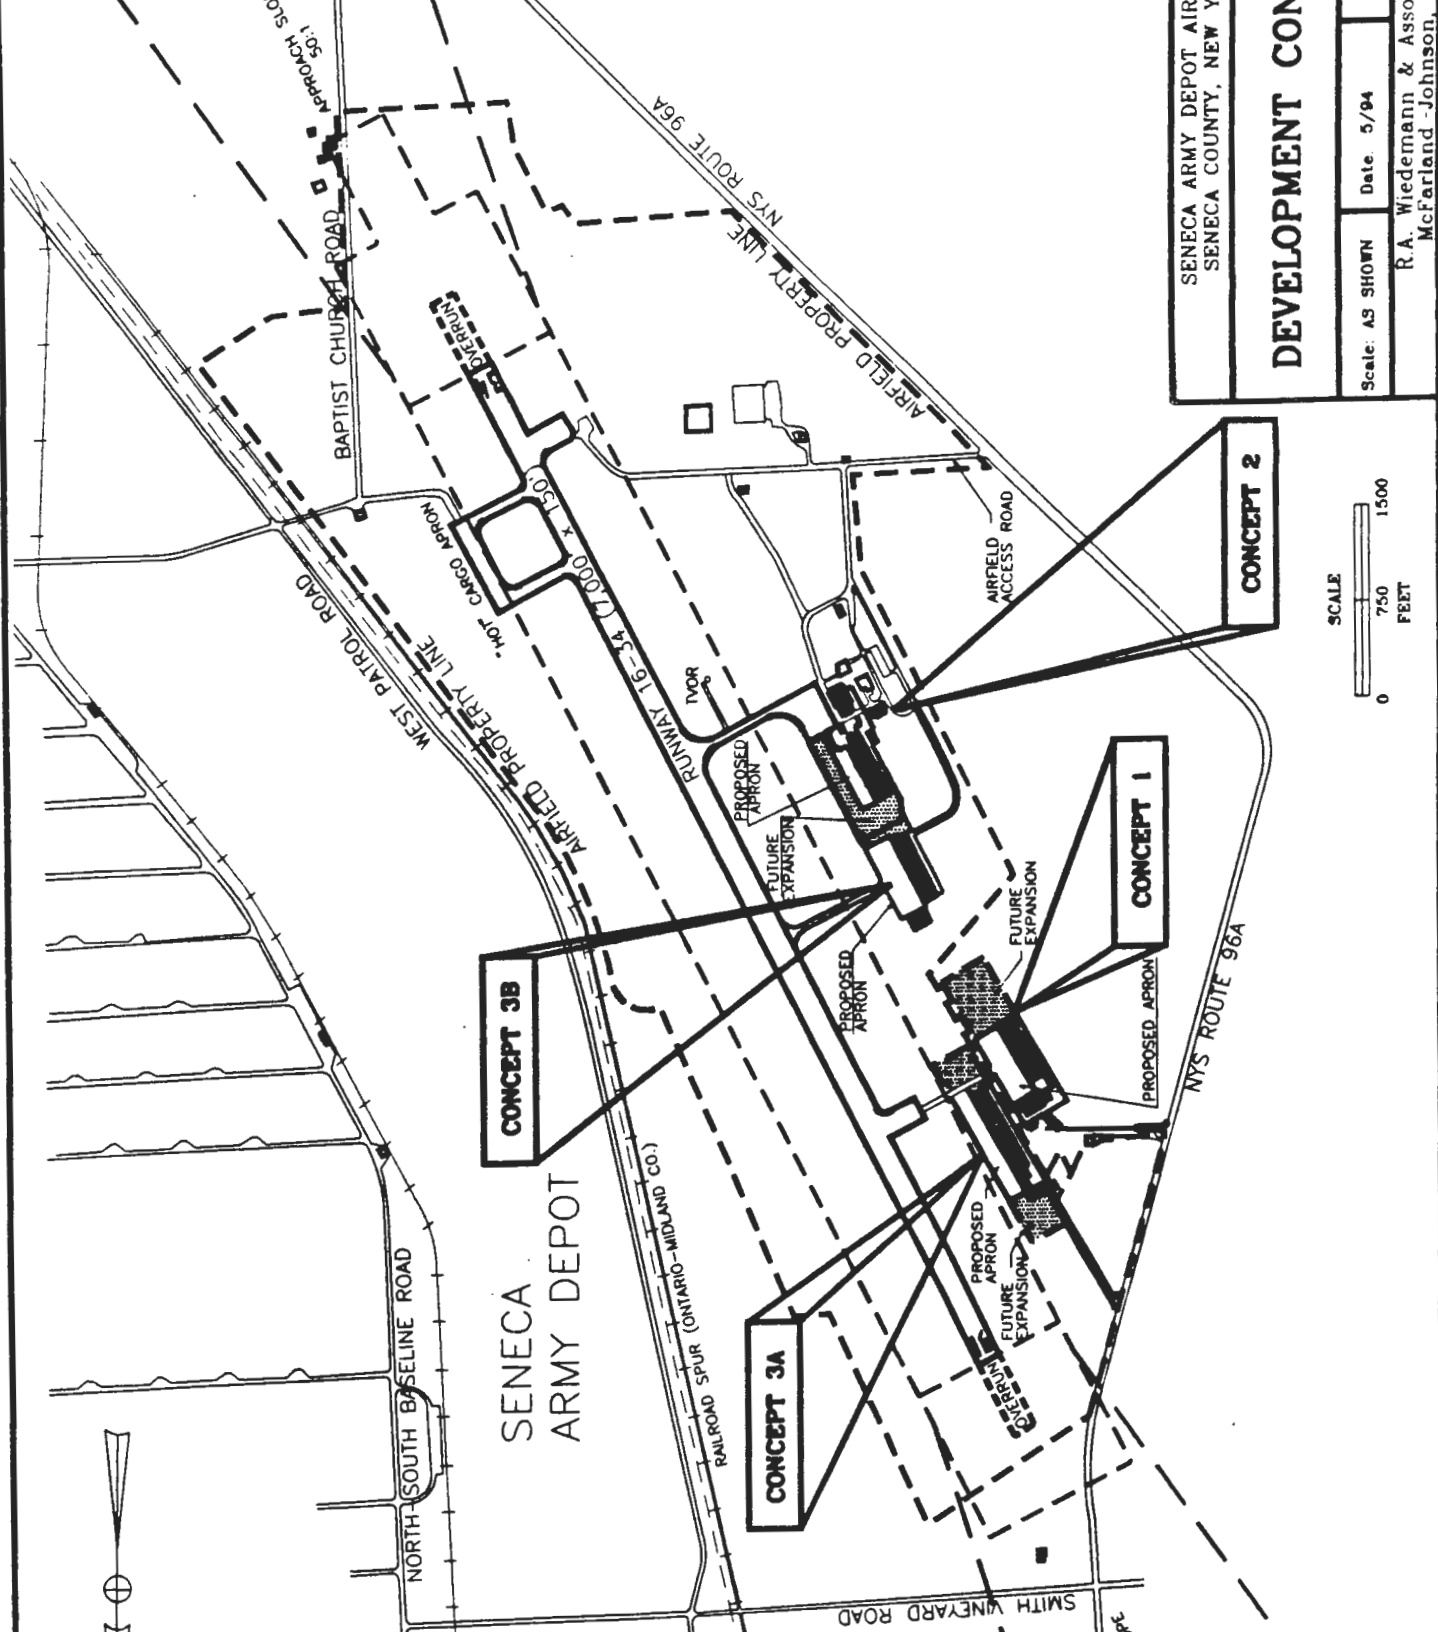 SENECA ARMY DEPOT AIR
SENECA COUNTY, NEW Y
DEVELOPMENT CON
Scale: AS SHOWN
Date 5/94
R.A. Wiedemann & Asso
McFarland-Johnson,
APPROACH SLO
50:1
BAPTIST CHURCH ROAD
NYS ROUTE 96A
AIRFIELD PROPERTY LINE
OVERRUN
"HOT" CARGO APRON
RUNWAY 16-34 (7,000' x 150')
WEST PATROL ROAD
AIRFIELD PROPERTY LINE
TVOR
AIRFIELD
ACCESS ROAD
CONCEPT 2
SCALE
0 750 1500
FEET
PROPOSED
APRON
FUTURE
EXPANSION
CONCEPT 1
FUTURE
EXPANSION
PROPOSED APRON
NYS ROUTE 96A
CONCEPT 3B
PROPOSED
APRON
SENECA
ARMY DEPOT
RAILROAD SPUR (ONTARIO-MIDLAND CO.)
NORTH-SOUTH BASELINE ROAD
CONCEPT 3A
PROPOSED
APRON
FUTURE
EXPANSION
OVERRUN
SMITH VINEYARD ROAD